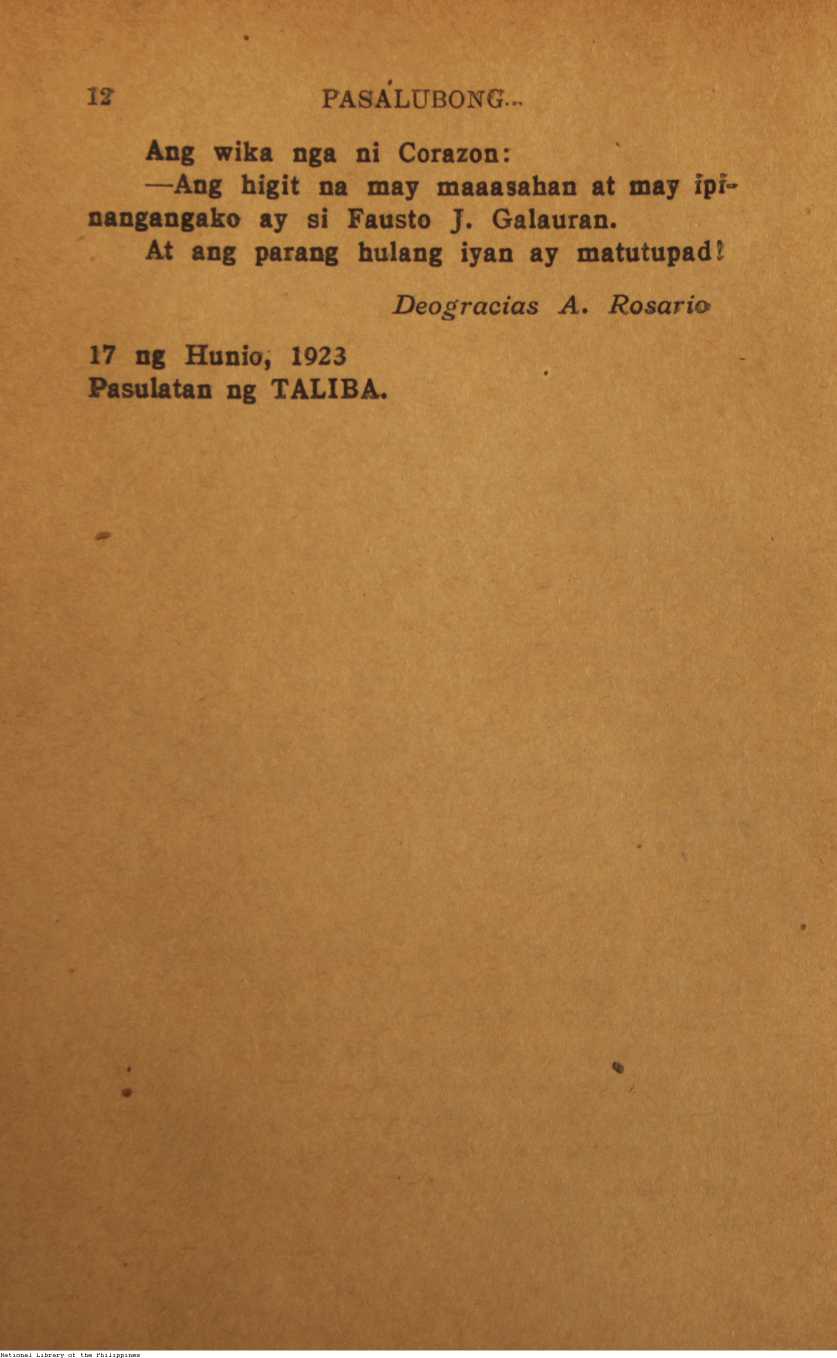 12 PASALUBONG...
Ang wika nga ni Corazon:
—Ang higit na may maaasahan at may ipi-
nangangako ay si Fausto J. Galauran.
At ang parang hulang iyan ay matutupad!
Deogracias A. Rosario
17 ng Hunio, 1923
Pasulatan ng TALIBA.
National Library of the Philippines